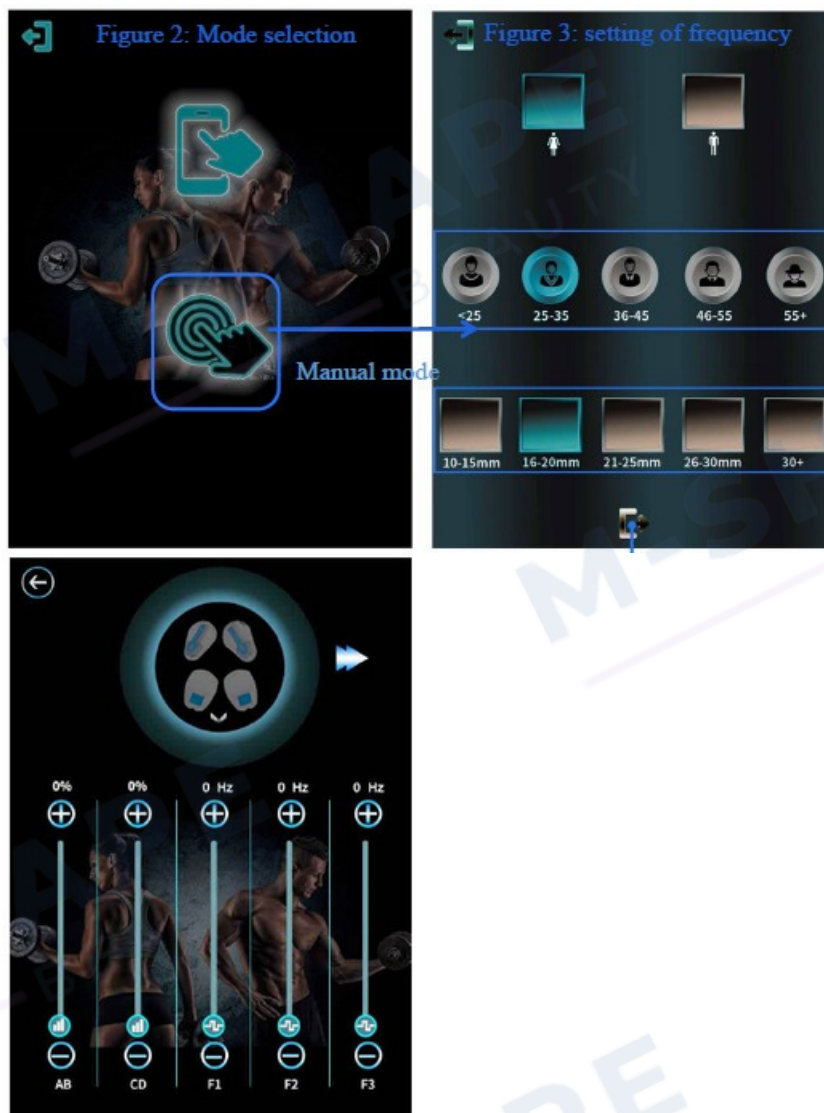 Figure 2: Mode selection
Figure 3: setting of frequency
<25 25-35 36-45 46-55 55+
Manual mode
10-15mm 16-20mm 21-25mm 26-30mm 30+
0% 0% 0 Hz 0 Hz 0 Hz
AB CD F1 F2 F3
M-SHAPE
BEAUTY